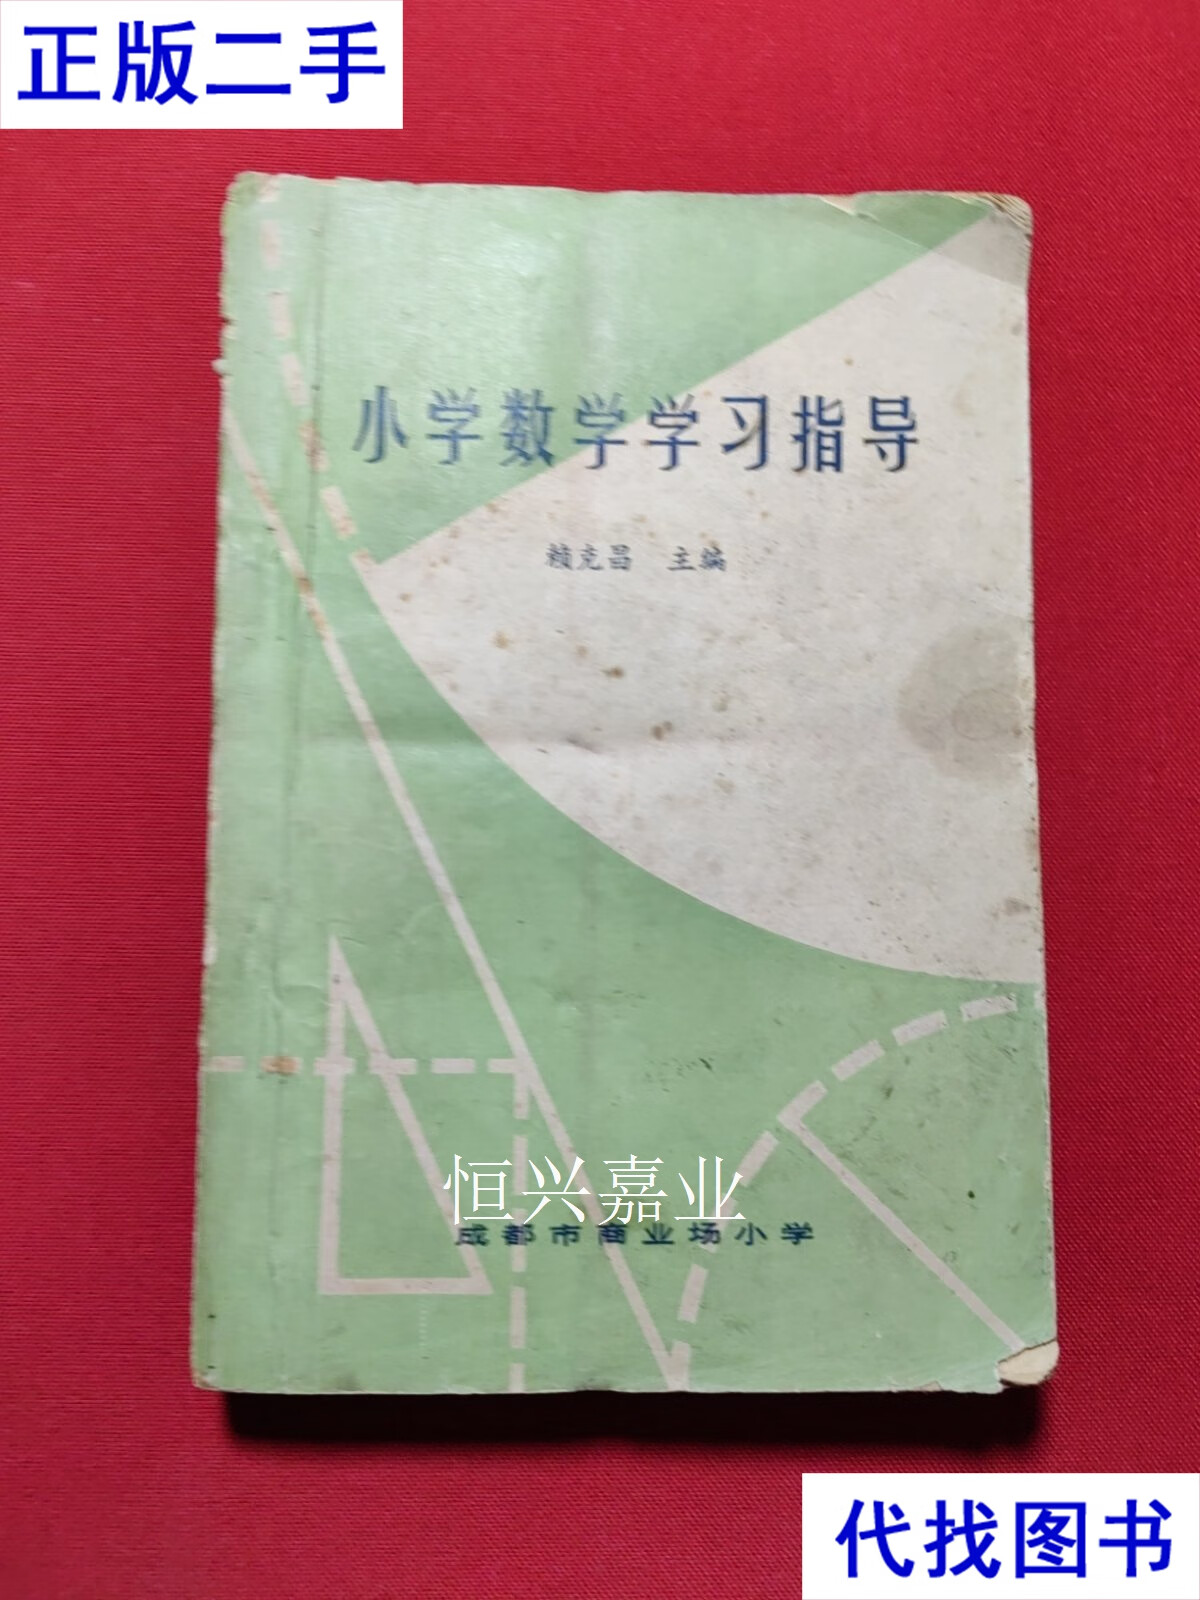 正版二手
小学数学学习指导
赖克昌 主编
恒兴嘉业
成都市商业场小学
代找图书